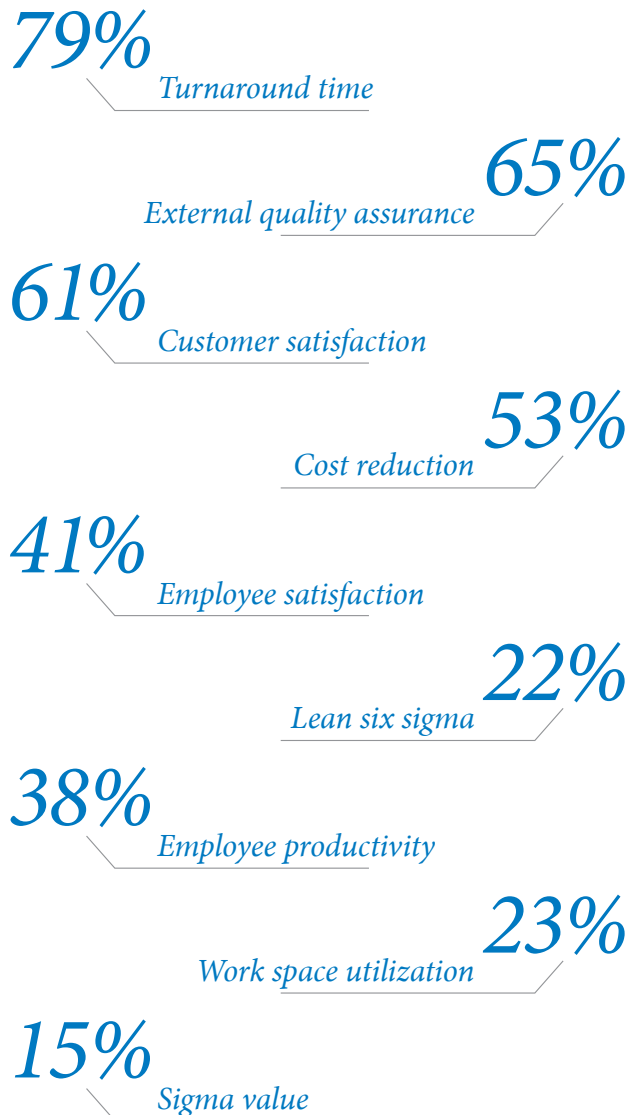 79%
Turnaround time
65%
External quality assurance
61%
Customer satisfaction
53%
Cost reduction
41%
Employee satisfaction
22%
Lean six sigma
38%
Employee productivity
23%
Work space utilization
15%
Sigma value